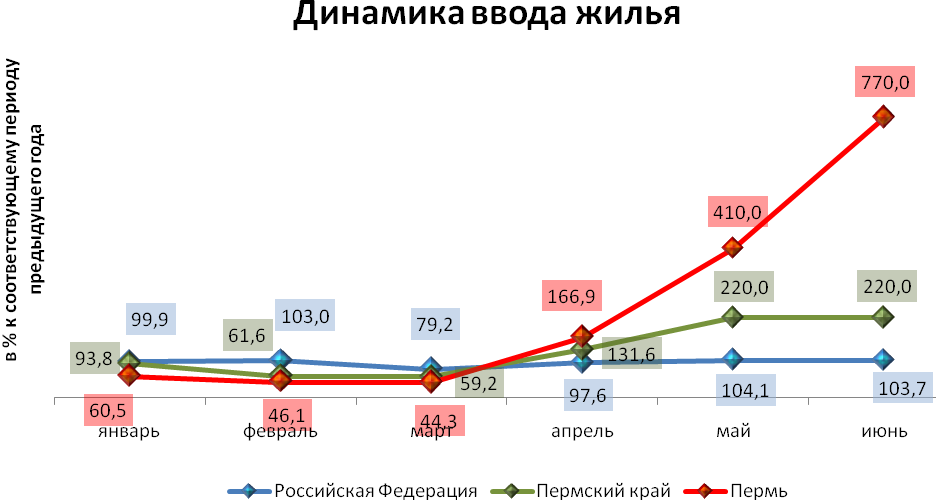 Динамика ввода жилья
в % к соответствующему периоду
предыдущего года
770,0
410,0
166,9
220,0
220,0
99,9
103,0
79,2
61,6
93,8
131,6
59,2
97,6
104,1
103,7
60,5
46,1
44,3
январь
февраль
март
апрель
май
июнь
Российская Федерация
Пермский край
Пермь